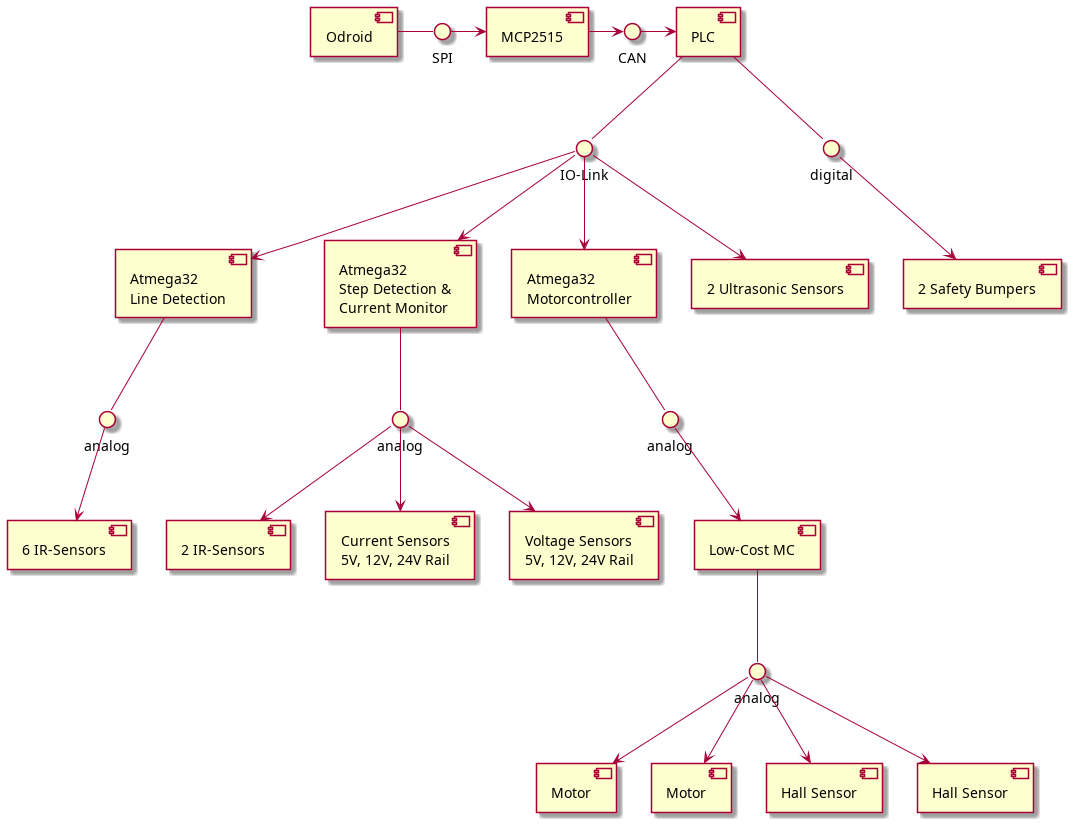 Odroid
SPI
MCP2515
CAN
PLC
IO-Link
digital
Atmega32
Line Detection
Atmega32
Step Detection &
Current Monitor
Atmega32
Motorcontroller
2 Ultrasonic Sensors
2 Safety Bumpers
analog
analog
analog
6 IR-Sensors
2 IR-Sensors
Current Sensors
5V, 12V, 24V Rail
Voltage Sensors
5V, 12V, 24V Rail
Low-Cost MC
analog
Motor
Motor
Hall Sensor
Hall Sensor